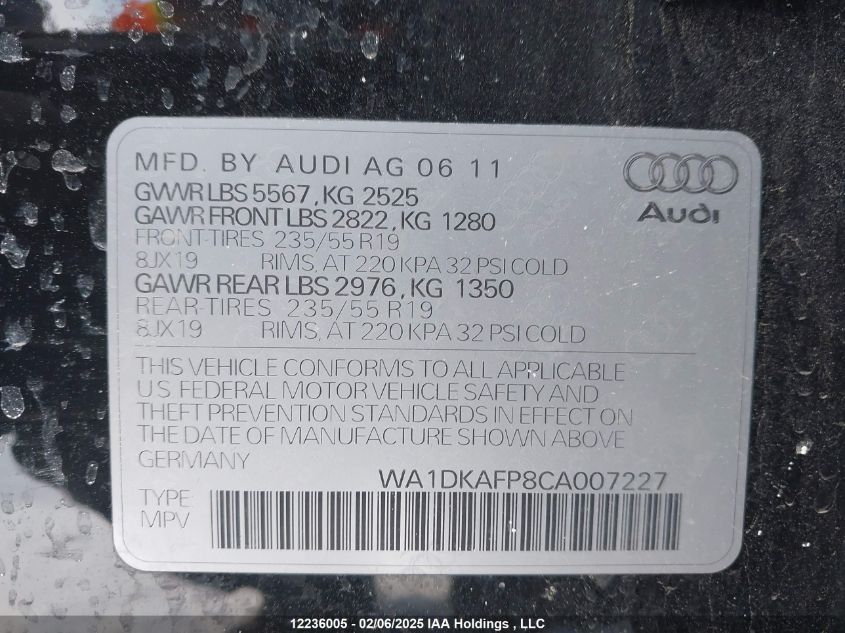 MFD. BY AUDI AG 06 11
GVWR LBS 5567, KG 2525
GAWR FRONT LBS 2822, KG 1280
FRONT-TIRES 235/55 R19
8JX19 RIMS, AT 220 KPA 32 PSI COLD
GAWR REAR LBS 2976, KG 1350
REAR-TIRES 235/55 R19
8JX19 RIMS, AT 220 KPA 32 PSI COLD
Audi
THIS VEHICLE CONFORMS TO ALL APPLICABLE
U.S. FEDERAL MOTOR VEHICLE SAFETY AND
THEFT PREVENTION STANDARDS IN EFFECT ON
THE DATE OF MANUFACTURE SHOWN ABOVE
GERMANY
WA1DKAFP8CA007227
TYPE:
MPV
12236005 - 02/06/2025 IAA Holdings , LLC